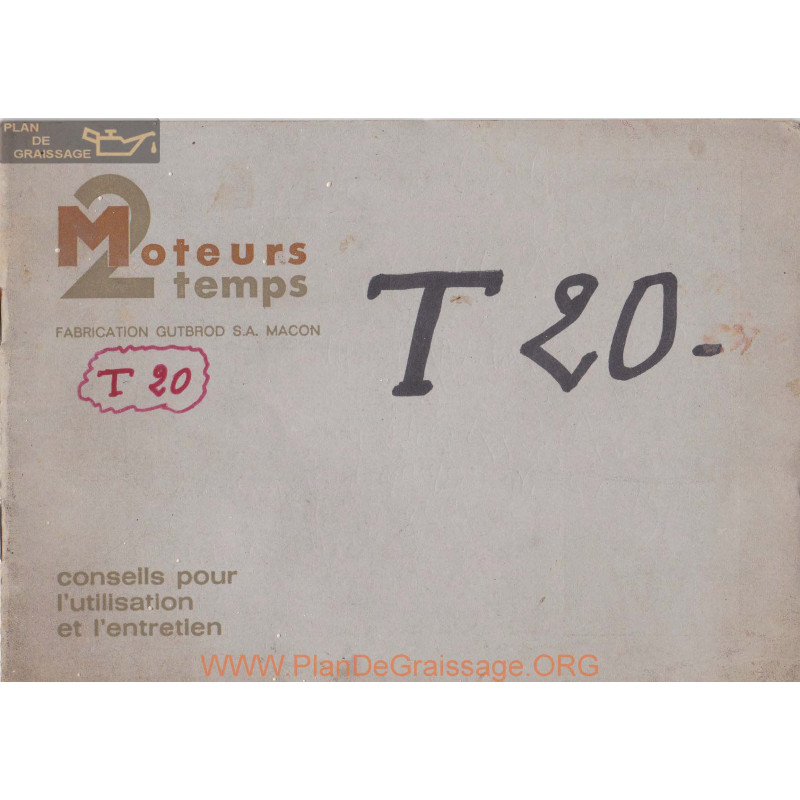 PLAN
DE
GRAISSAGE
2
Moteurs
temps
FABRICATION GUTBROD S.A. MACON
T 20
T 20-
conseils pour
l'utilisation
et l'entretien
WWW.PLANDEGRAISSAGE.ORG